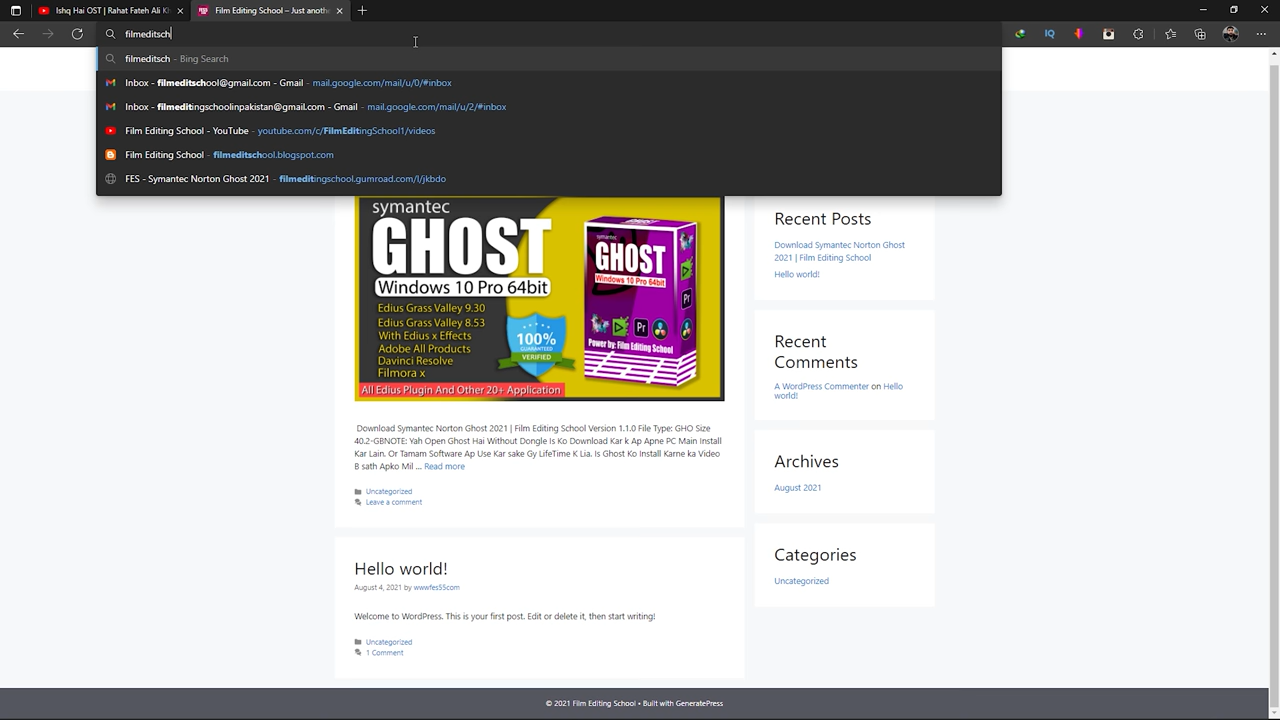 Ishq Hai OST | Rahat Fateh Ali Kh
Film Editing School – Just anoth
filmeditsch
IQ
filmeditsch - Bing Search
Inbox - filmeditschool@gmail.com - Gmail - mail.google.com/mail/u/0/#inbox
Inbox - filmeditingschoolinpakistan@gmail.com - Gmail - mail.google.com/mail/u/2/#inbox
Film Editing School - YouTube - youtube.com/c/FilmEditingSchool1/videos
Film Editing School - filmeditschool.blogspot.com
FES - Symantec Norton Ghost 2021 - filmeditingschool.gumroad.com/l/jkbdo
symantec
GHOST
Windows 10 Pro 64bit
Edius Grass Valley 9.30
Edius Grass Valley 8.53
With Edius x Effects
Adobe All Products
Davinci Resolve
Filmora x
All Edius Plugin And Other 20+ Application
100%
GUARANTEED
VERIFIED
GHOST
Windows 10 Pro 64bit
Pr
Power by: Film Editing School
Pr
Download Symantec Norton Ghost 2021 | Film Editing School Version 1.1.0 File Type: GHO Size
40.2-GBNOTE: Yah Open Ghost Hai Without Dongle Is Ko Download Kar k Ap Apne PC Main Install
Kar Lain. Or Tamam Software Ap Use Kar sake Gy LifeTime K Lia. Is Ghost Ko Install Karne ka Video
B sath Apko Mil ... Read more
Uncategorized
Leave a comment
Hello world!
August 4, 2021 by wwwfes55com
Welcome to WordPress. This is your first post. Edit or delete it, then start writing!
Uncategorized
1 Comment
Recent Posts
Download Symantec Norton Ghost
2021 | Film Editing School
Hello world!
Recent
Comments
A WordPress Commenter on Hello
world!
Archives
August 2021
Categories
Uncategorized
© 2021 Film Editing School • Built with GeneratePress